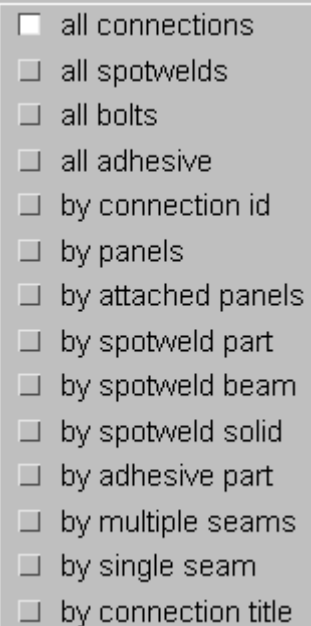 all connections
all spotwelds
all bolts
all adhesive
by connection id
by panels
by attached panels
by spotweld part
by spotweld beam
by spotweld solid
by adhesive part
by multiple seams
by single seam
by connection title